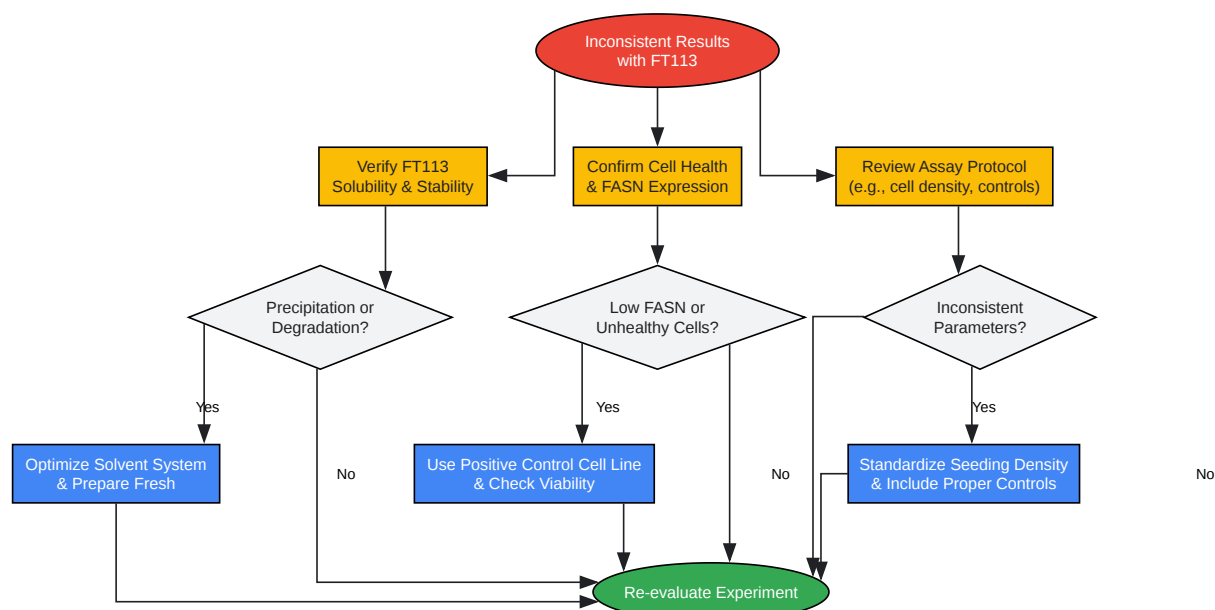 Inconsistent Results
with FT113
Verify FT113
Solubility & Stability
Confirm Cell Health
& FASN Expression
Review Assay Protocol
(e.g., cell density, controls)
Precipitation or
Degradation?
Low FASN or
Unhealthy Cells?
Inconsistent
Parameters?
Yes
Yes
Yes
Optimize Solvent System
& Prepare Fresh
No
Use Positive Control Cell Line
& Check Viability
No
Standardize Seeding Density
& Include Proper Controls
No
Re-evaluate Experiment